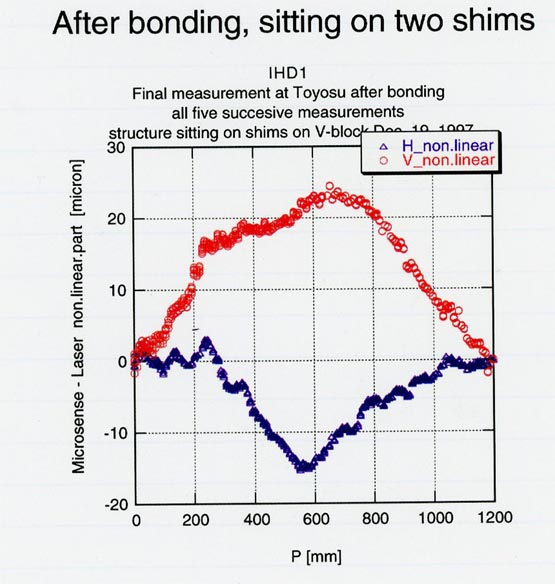 After bonding, sitting on two shims
IHD1
Final measurement at Toyosu after bonding
all five succesive measurements
structure sitting on shims on V-block Dec. 19, 1997
H_non.linear
V_non.linear
Microsense - Laser non.linear.part [micron]
30
20
10
0
-10
-20
0 200 400 600 800 1000 1200
P [mm]